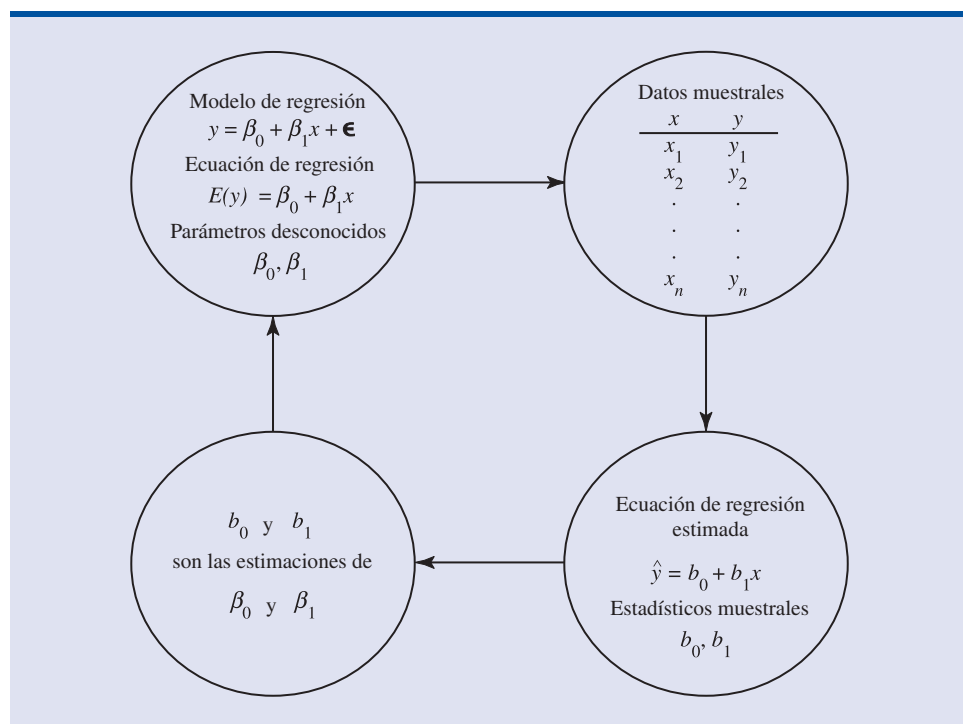 Modelo de regresión
y = β0 + β1x + ϵ
Ecuación de regresión
E(y) = β0 + β1x
Parámetros desconocidos
β0, β1
Datos muestrales
x y
x1 y1
x2 y2
. .
. .
. .
xn yn
Ecuación de regresión
estimada
ŷ = b0 + b1x
Estadísticos muestrales
b0, b1
b0 y b1
son las estimaciones de
β0 y β1